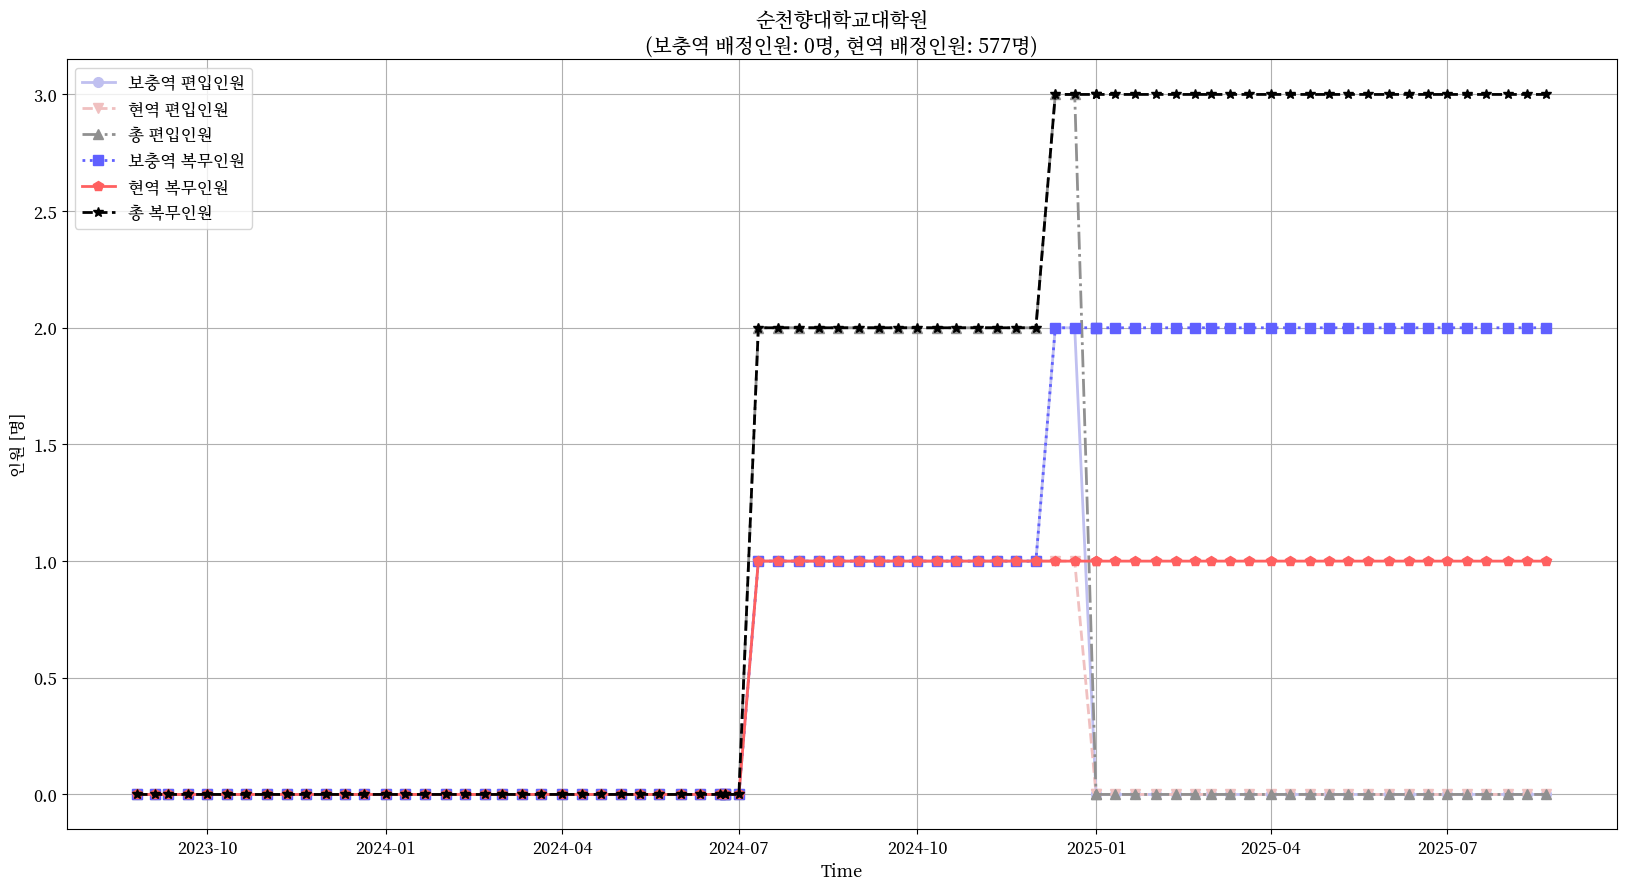 순천향대학교대학원
(보충역 배정인원: 0명, 현역 배정인원: 577명)
보충역 편입인원
현역 편입인원
총 편입인원
보충역 복무인원
현역 복무인원
총 복무인원
인원 [명]
3.0
2.5
2.0
1.5
1.0
0.5
0.0
2023-10
2024-01
2024-04
2024-07
2024-10
2025-01
2025-04
2025-07
Time